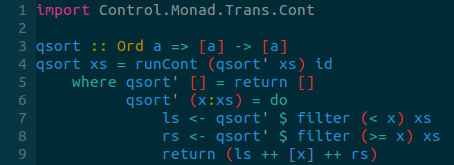 1 import Control.Monad.Trans.Cont
2
3 qsort :: Ord a => [a] -> [a]
4 qsort xs = runCont (qsort' xs) id
5     where qsort' [] = return []
6           qsort' (x:xs) = do
7               ls <- qsort' $ filter (< x) xs
8               rs <- qsort' $ filter (>= x) xs
9               return (ls ++ [x] ++ rs)